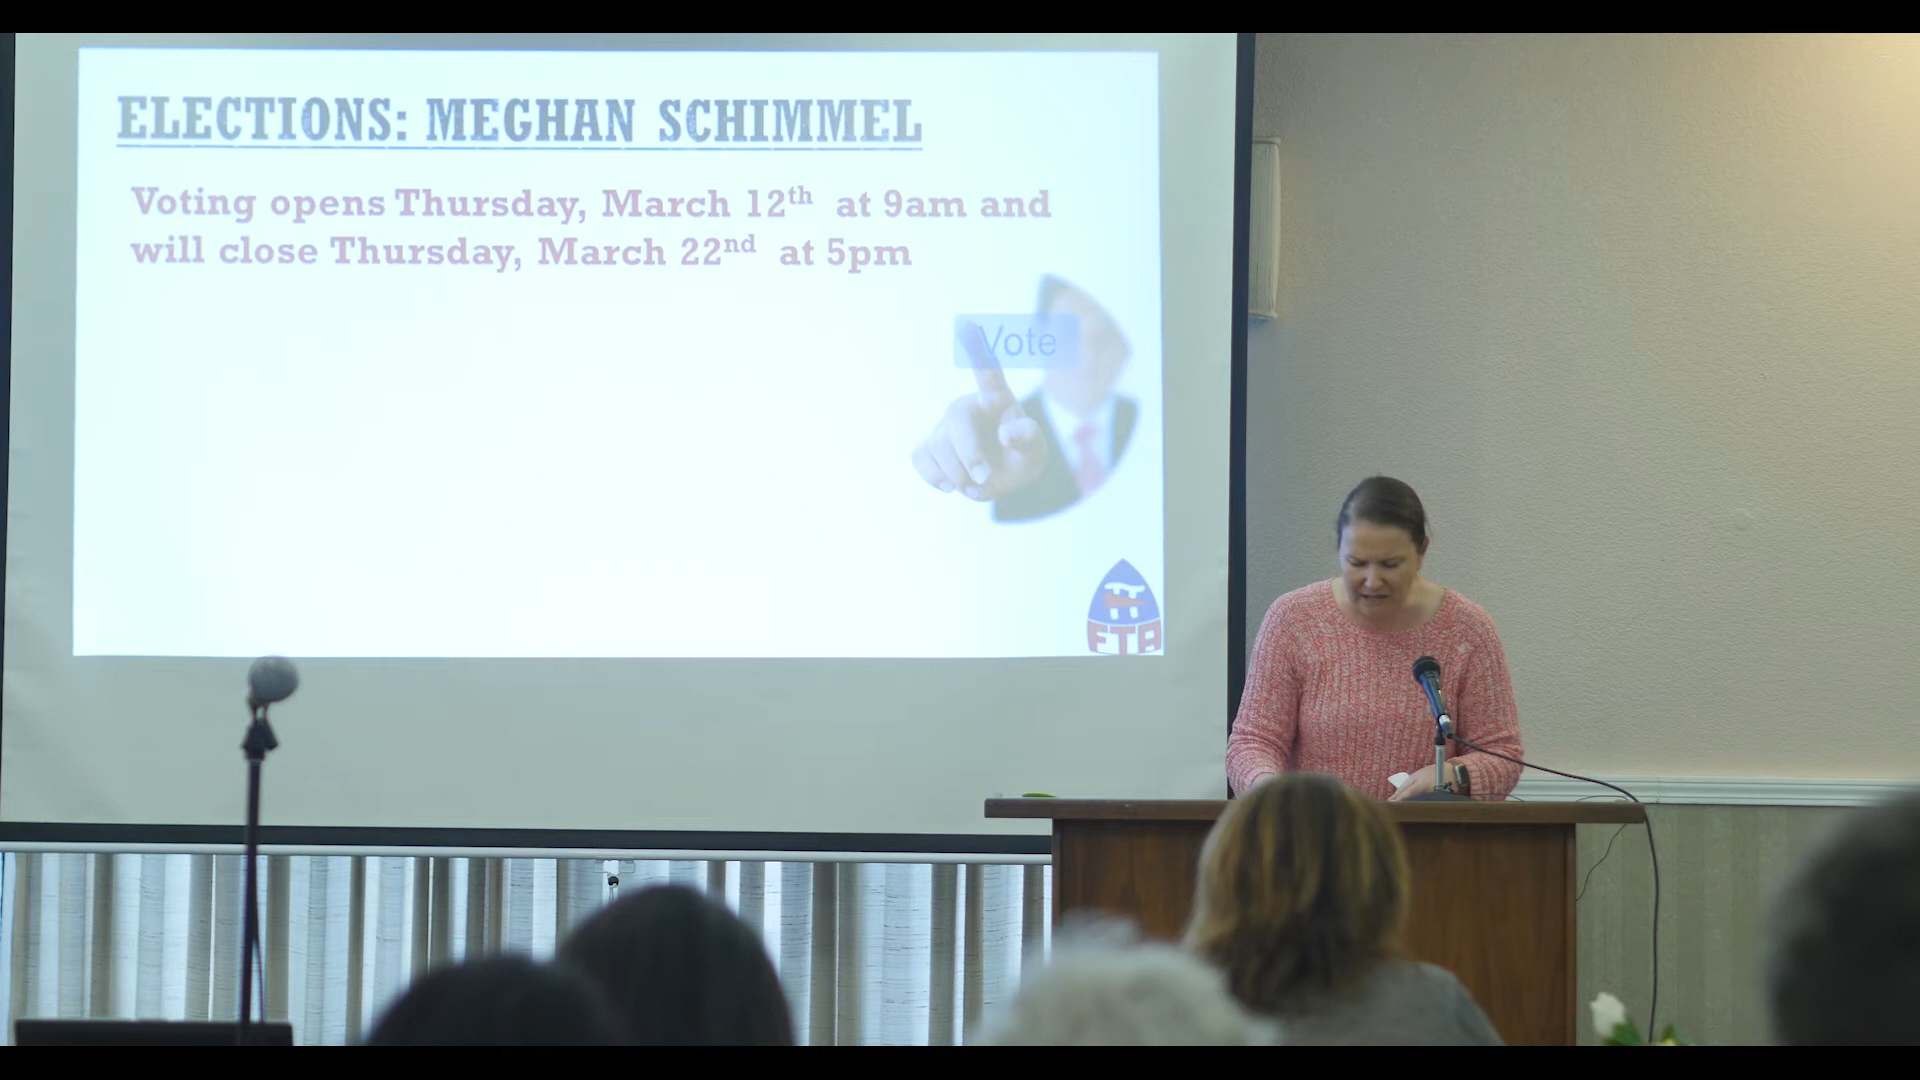 ELECTIONS: MEGHAN SCHIMMEL
Voting opens Thursday, March 12th at 9am and
will close Thursday, March 22nd at 5pm
Vote
FTA